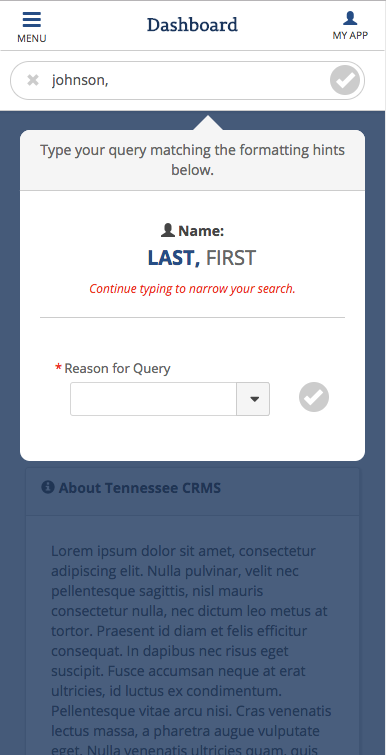 Dashboard
MENU
MY APP
johnson,
Type your query matching the formatting hints
below.
Name:
LAST, FIRST
Continue typing to narrow your search.
* Reason for Query
About Tennessee CRMS
Lorem ipsum dolor sit amet, consectetur
adipiscing elit. Nulla pulvinar, velit nec
pellentesque sagittis, nisl mauris
consectetur nulla, nec dictum leo metus at
tortor. Praesent id diam et felis efficitur
consequat. In dapibus nec risus eget
suscipit. Fusce accumsan neque at erat
ultricies, id luctus ex condimentum.
Pellentesque vitae arcu nisi. Cras venenatis
lectus massa, a pharetra augue vulputate
eget. Nulla venenatis ultricies quam, quis